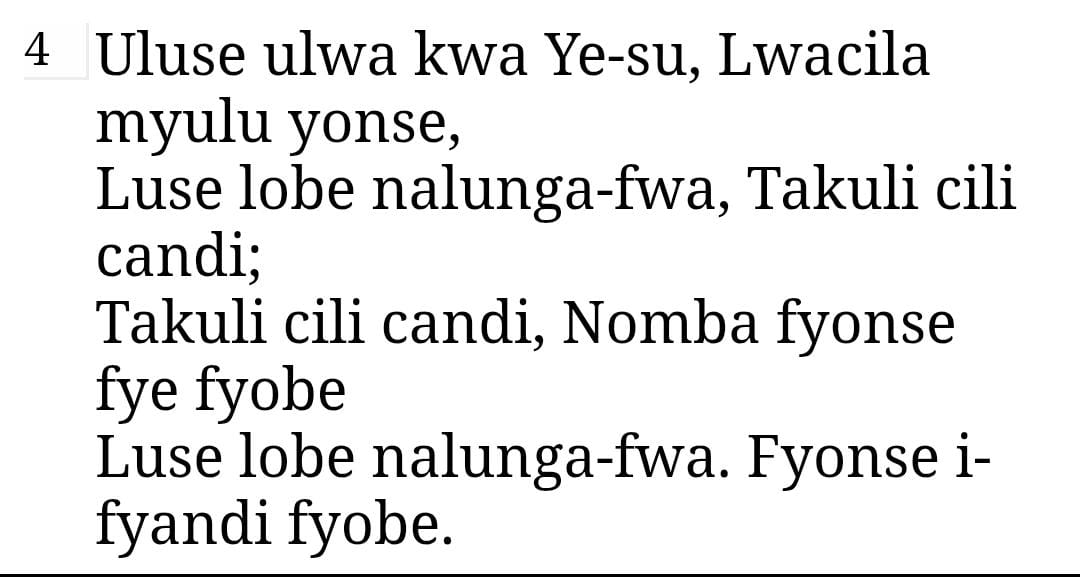 4 Uluse ulwa kwa Ye-su, Lwacila
myulu yonse,
Luse lobe nalunga-fwa, Takuli cili
candi;
Takuli cili candi, Nomba fyonse
fye fyobe
Luse lobe nalunga-fwa. Fyonse i-
fyandi fyobe.